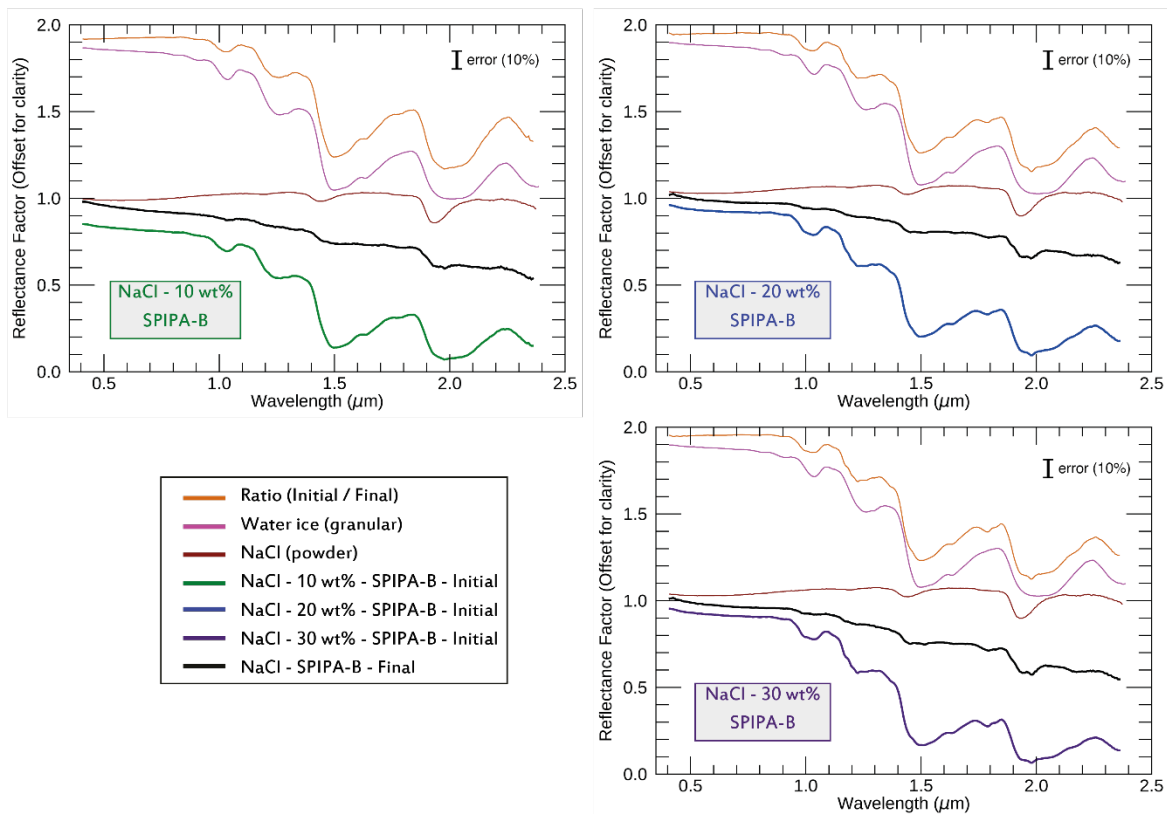 2.0
1.5
1.0
0.5
0.0
Reflectance Factor (Offset for clarity)
error (10%)
NaCl - 10 wt%
SPIPA-B
0.5 1.0 1.5 2.0 2.5
Wavelength (μm)
2.0
1.5
1.0
0.5
0.0
Reflectance Factor (Offset for clarity)
error (10%)
NaCl - 20 wt%
SPIPA-B
0.5 1.0 1.5 2.0 2.5
Wavelength (μm)
Ratio (Initial / Final)
Water ice (granular)
NaCl (powder)
NaCl - 10 wt% - SPIPA-B - Initial
NaCl - 20 wt% - SPIPA-B - Initial
NaCl - 30 wt% - SPIPA-B - Initial
NaCl - SPIPA-B - Final
2.0
1.5
1.0
0.5
0.0
Reflectance Factor (Offset for clarity)
error (10%)
NaCl - 30 wt%
SPIPA-B
0.5 1.0 1.5 2.0 2.5
Wavelength (μm)